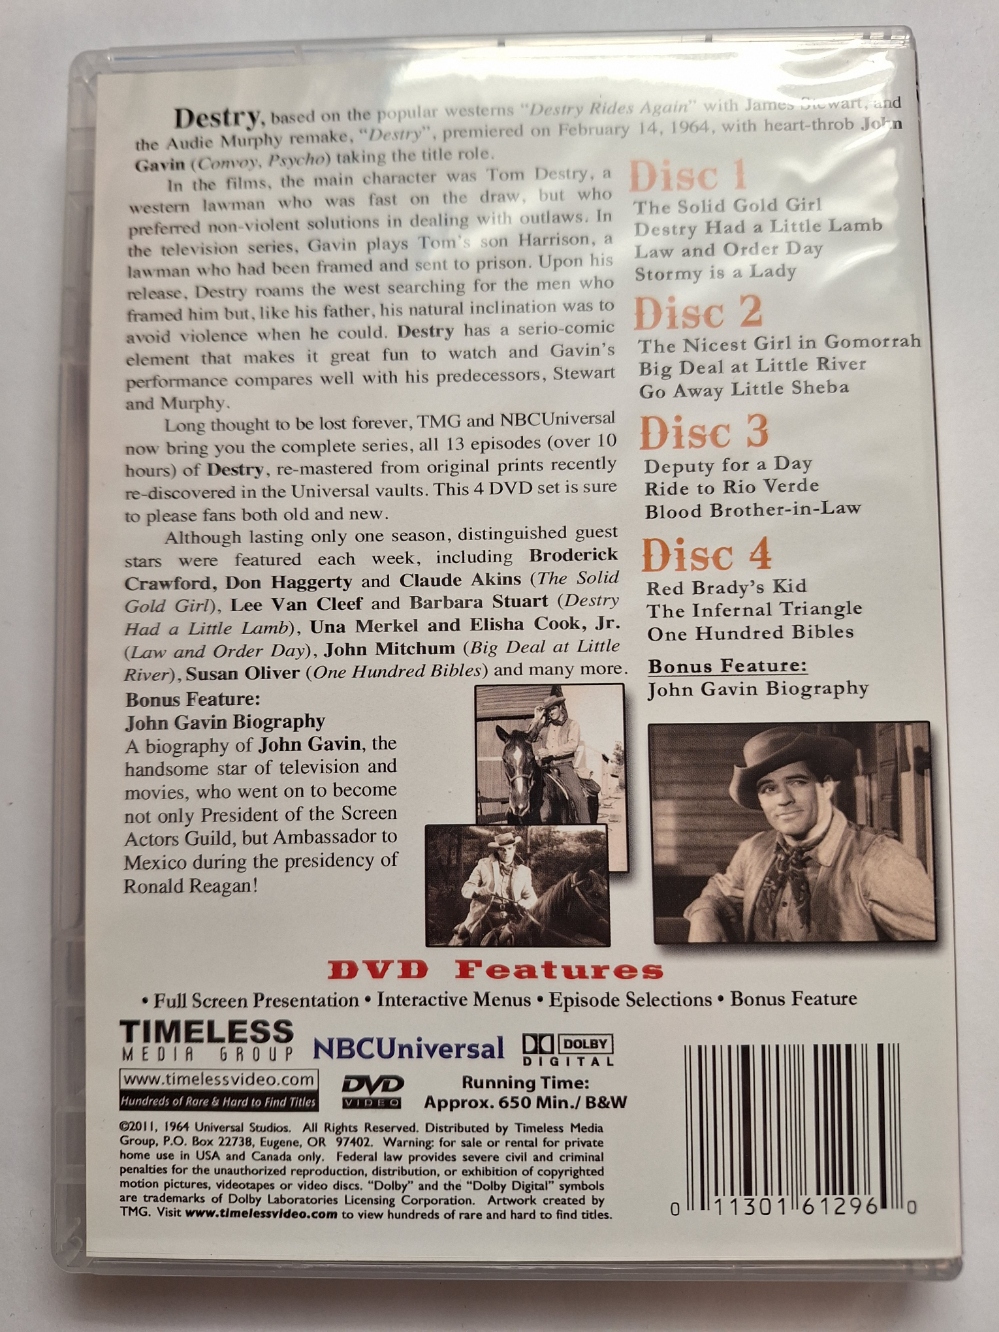 Destry, based on the popular westerns "Destry Rides Again" with James Stewart, and
the Audie Murphy remake, "Destry", premiered on February 14, 1964, with heart-throb John
Gavin (Convoy, Psycho) taking the title role.
In the films, the main character was Tom Destry, a
western lawman who was fast on the draw, but who
preferred non-violent solutions in dealing with outlaws. In
the television series, Gavin plays Tom's son Harrison, a
lawman who had been framed and sent to prison. Upon his
release, Destry roams the west searching for the men who
framed him but, like his father, his natural inclination was to
avoid violence when he could. Destry has a serio-comic
element that makes it great fun to watch and Gavin's
performance compares well with his predecessors, Stewart
and Murphy.
Long thought to be lost forever, TMG and NBCUniversal
now bring you the complete series, all 13 episodes (over 10
hours) of Destry, re-mastered from original prints recently
re-discovered in the Universal vaults. This 4 DVD set is sure
to please fans both old and new.
Although lasting only one season, distinguished guest
stars were featured each week, including Broderick
Crawford, Don Haggerty and Claude Akins (The Solid
Gold Girl), Lee Van Cleef and Barbara Stuart (Destry
Had a Little Lamb), Una Merkel and Elisha Cook, Jr.
(Law and Order Day), John Mitchum (Big Deal at Little
River), Susan Oliver (One Hundred Bibles) and many more.
Bonus Feature:
John Gavin Biography
A biography of John Gavin, the
handsome star of television and
movies, who went on to become
not only President of the Screen
Actors Guild, but Ambassador to
Mexico during the presidency of
Ronald Reagan!
Disc 1
The Solid Gold Girl
Destry Had a Little Lamb
Law and Order Day
Stormy is a Lady
Disc 2
The Nicest Girl in Gomorrah
Big Deal at Little River
Go Away Little Sheba
Disc 3
Deputy for a Day
Ride to Rio Verde
Blood Brother-in-Law
Disc 4
Red Brady's Kid
The Infernal Triangle
One Hundred Bibles
Bonus Feature:
John Gavin Biography
DVD Features
• Full Screen Presentation • Interactive Menus • Episode Selections • Bonus Feature
TIMELESS
MEDIA GROUP
www.timelessvideo.com
Hundreds of Rare & Hard to Find Titles
NBCUniversal
DOLBY
DIGITAL
DVD
VIDEO
Running Time:
Approx. 650 Min./ B&W
©2011, 1964 Universal Studios. All Rights Reserved. Distributed by Timeless Media
Group, P.O. Box 22738, Eugene, OR 97402. Warning: for sale or rental for private
home use in USA and Canada only. Federal law provides severe civil and criminal
penalties for the unauthorized reproduction, distribution, or exhibition of copyrighted
motion pictures, videotapes or video discs. "Dolby" and the "Dolby Digital" symbols
are trademarks of Dolby Laboratories Licensing Corporation. Artwork created by
TMG. Visit www.timelessvideo.com to view hundreds of rare and hard to find titles.
0 11301 61296 0